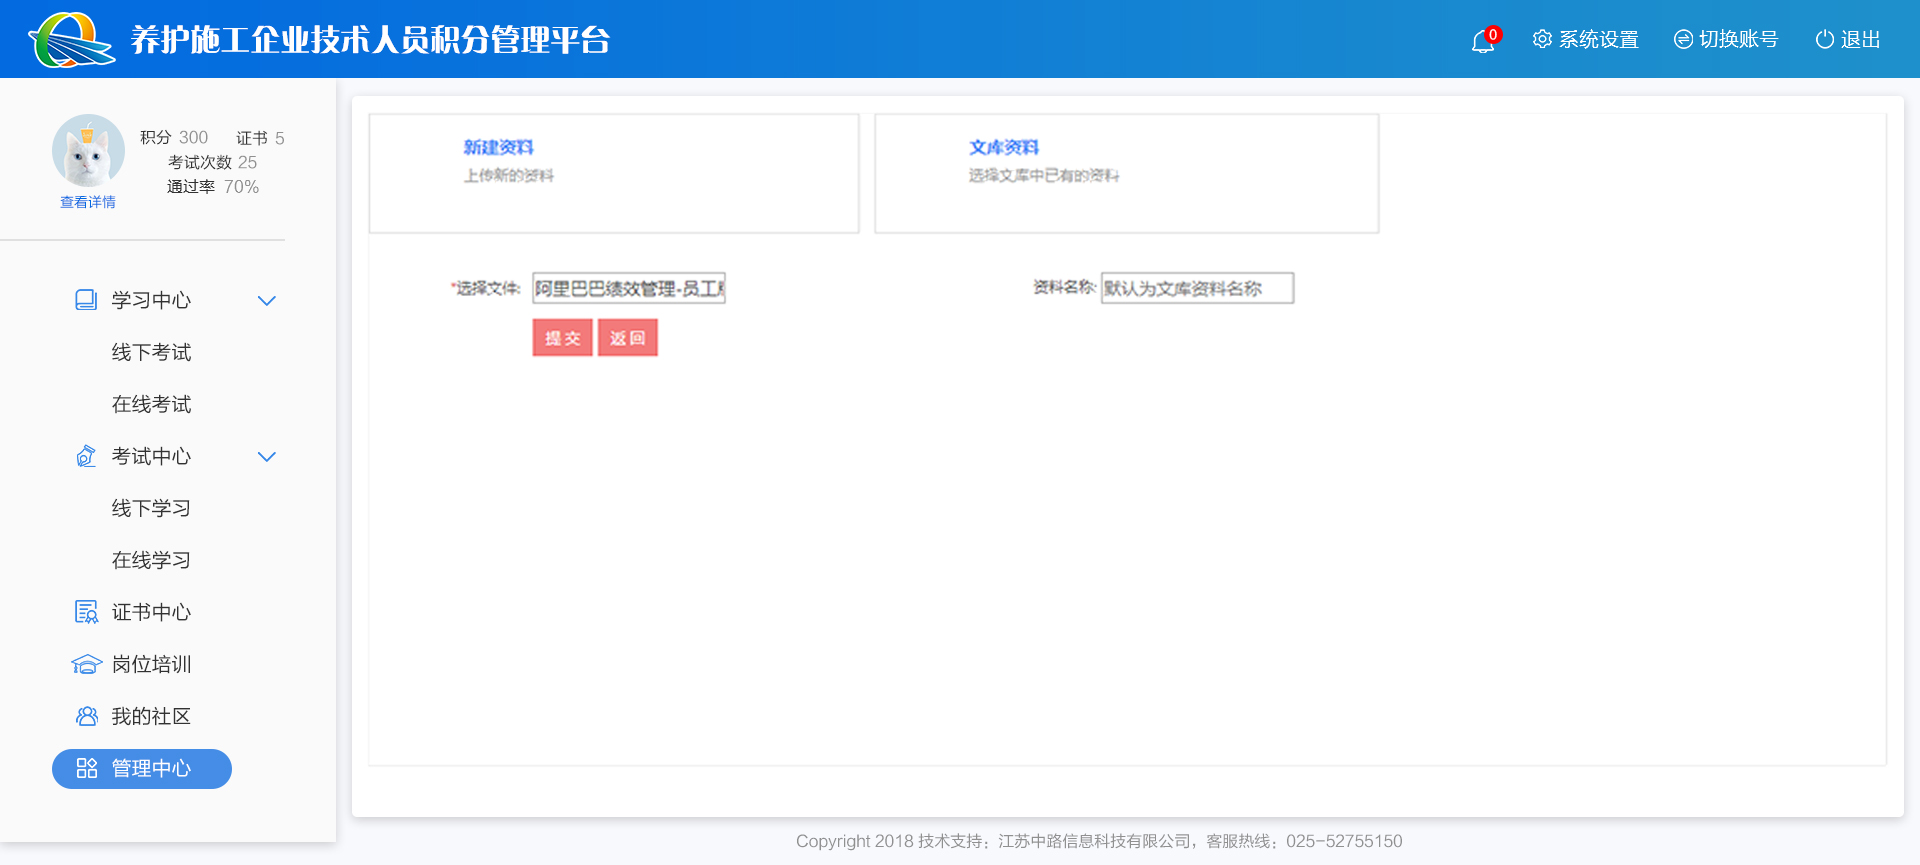 养护施工企业技术人员积分管理平台
0
系统设置
切换账号
退出
积分 300 证书 5
考试次数 25
通过率 70%
查看详情
学习中心
线下考试
在线考试
考试中心
线下学习
在线学习
证书中心
岗位培训
我的社区
管理中心
新建资料
上传新的资料
文库资料
选择文库中已有的资料
*选择文件: 阿里巴巴绩效管理-员工
资料名称: 默认为文库资料名称
提交 返回
Copyright 2018 技术支持：江苏中路信息科技有限公司，客服热线：025-52755150